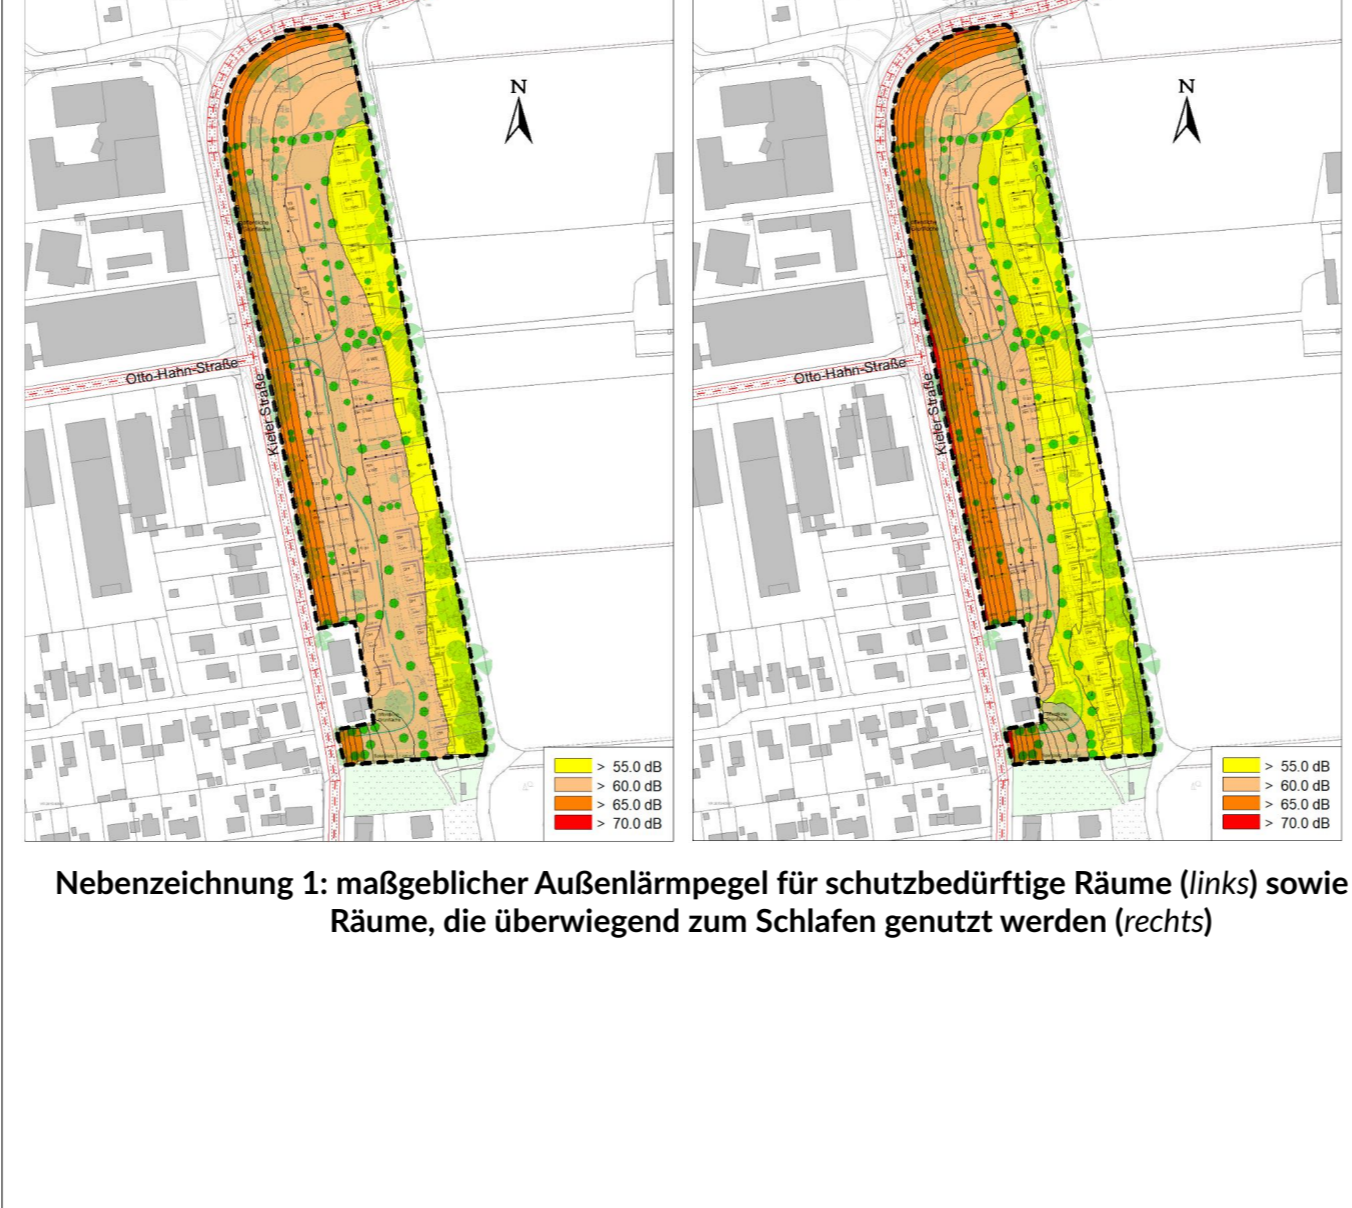 N
N
Otto-Hahn-Straße
Kieler Straße
Otto-Hahn-Straße
Kieler Straße
> 55.0 dB
> 60.0 dB
> 65.0 dB
> 70.0 dB
> 55.0 dB
> 60.0 dB
> 65.0 dB
> 70.0 dB
Nebenzeichnung 1: maßgeblicher Außenlärmpegel für schutzbedürftige Räume (links) sowie
Räume, die überwiegend zum Schlafen genutzt werden (rechts)